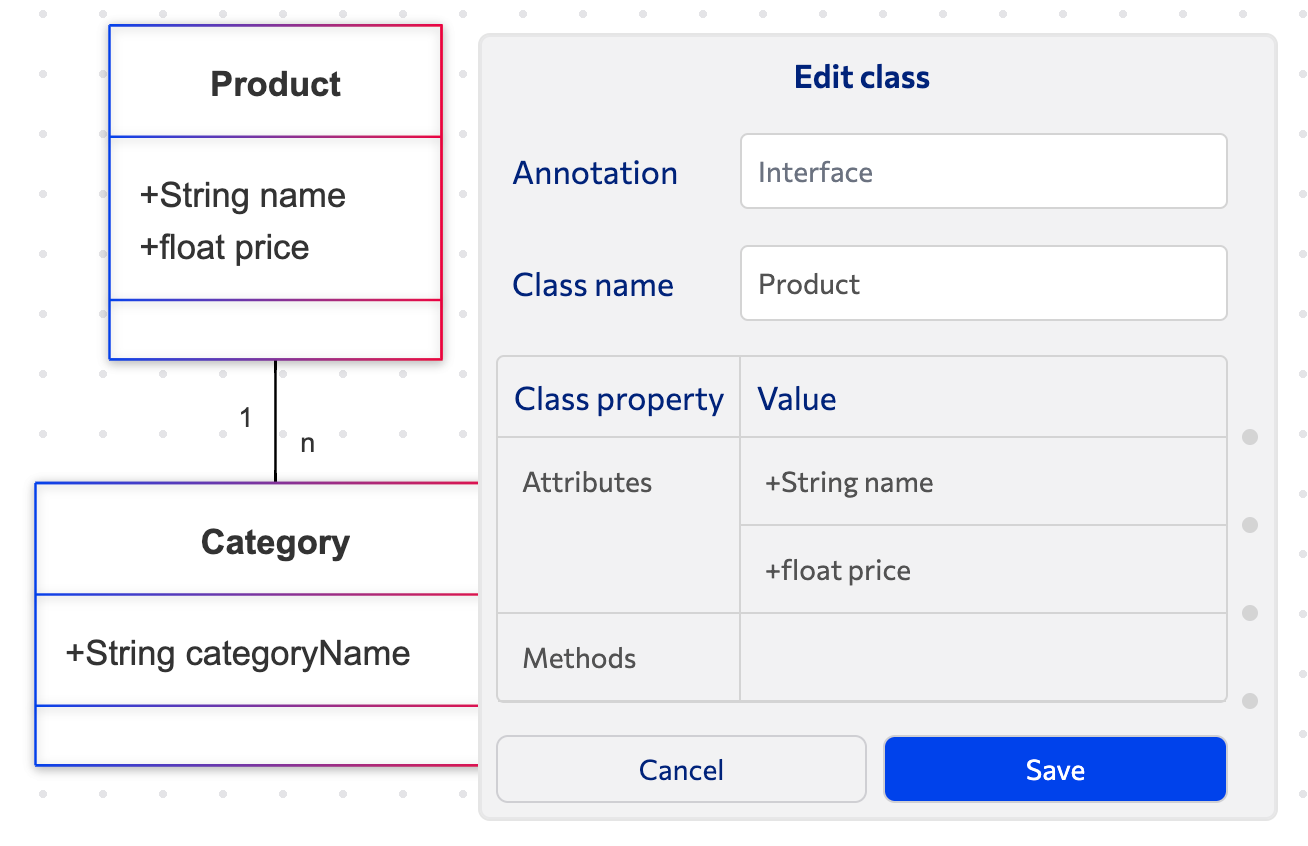 Product
+String name
+float price
1
n
Category
+String categoryName
Edit class
Annotation
Interface
Class name
Product
Class property
Value
Attributes
+String name
+float price
Methods
Cancel
Save